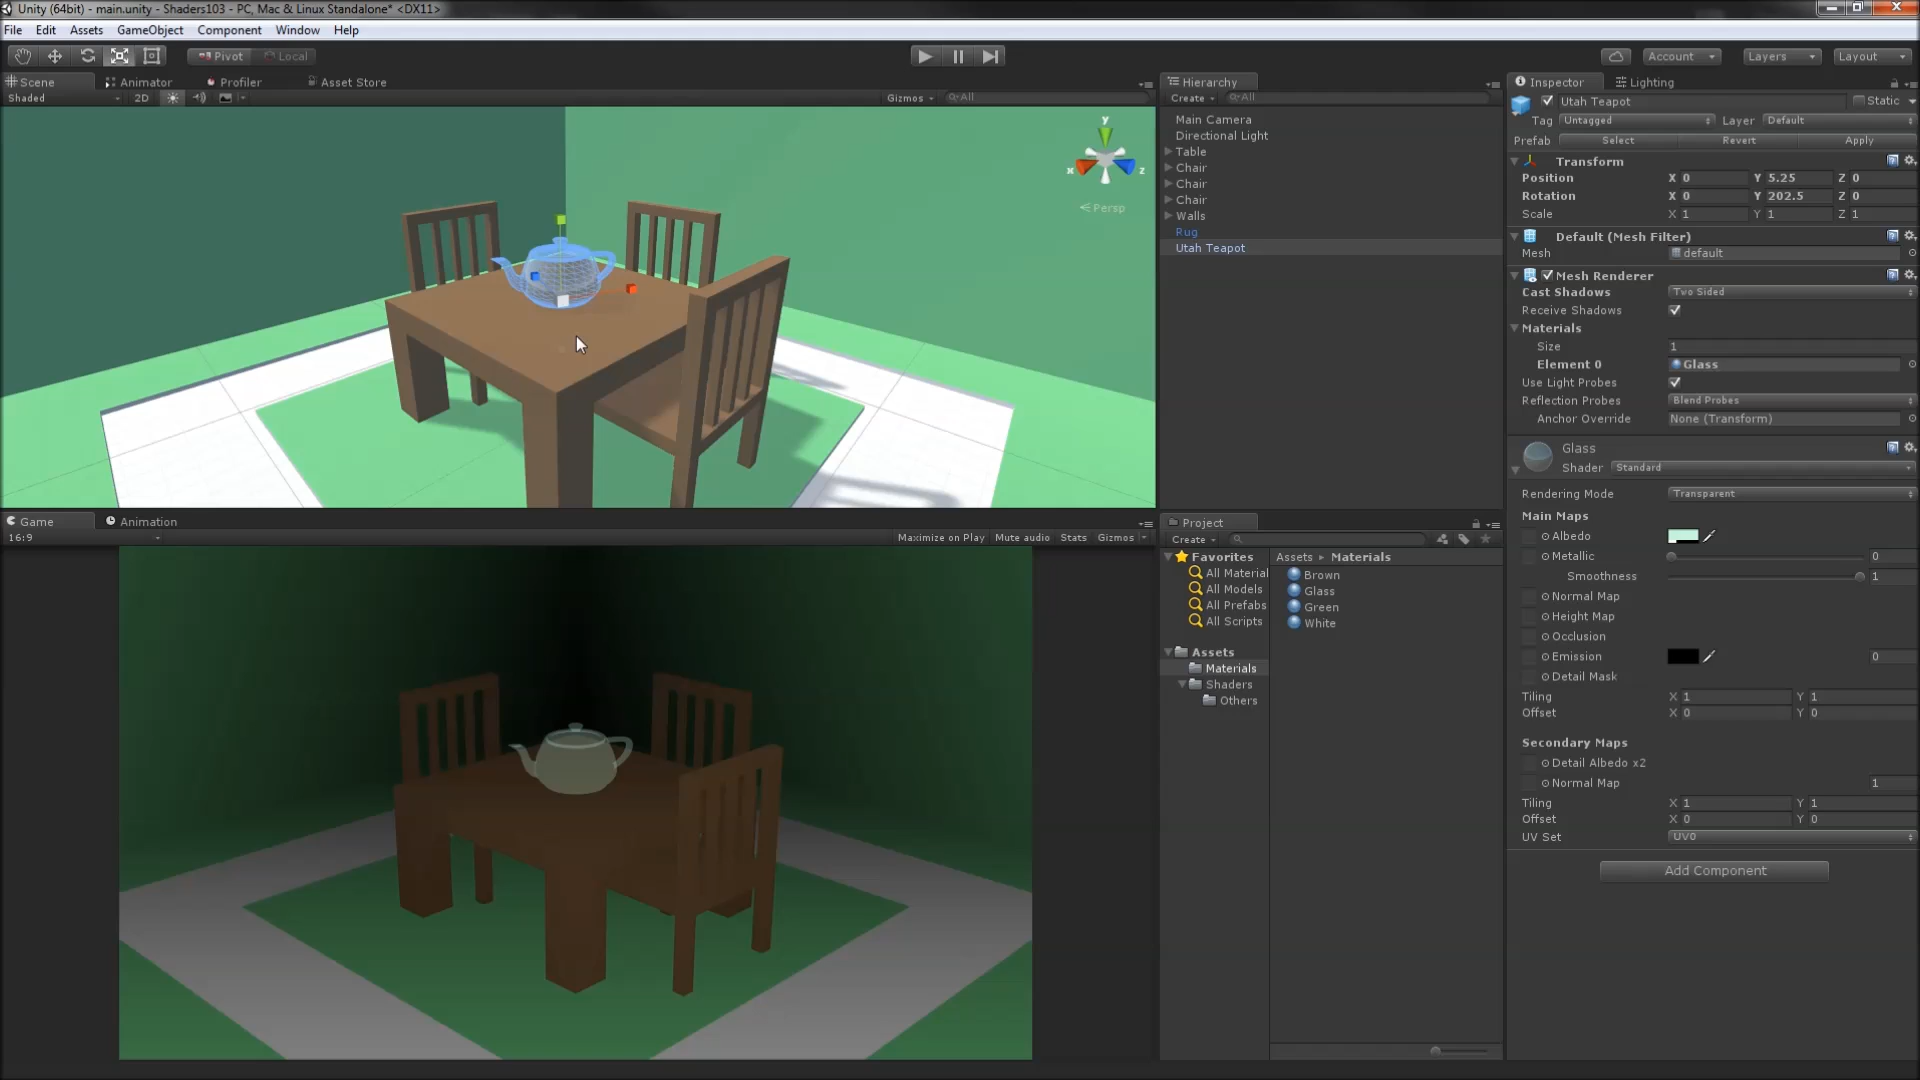 Unity (64bit) - main.unity - Shaders103 - PC, Mac & Linux Standalone* <DX11>
File Edit Assets GameObject Component Window Help
Pivot Local
Account Layers Layout
Scene Animator Profiler Asset Store
Shaded 2D Gizmos All
y
x z
Persp
Game Animation
16:9 Maximize on Play Mute audio Stats Gizmos
Hierarchy
Create All
Main Camera
Directional Light
Table
Chair
Chair
Chair
Walls
Rug
Utah Teapot
Project
Create
Favorites
All Material
All Models
All Prefabs
All Scripts
Assets
Materials
Shaders
Others
Assets Materials
Brown
Glass
Green
White
Inspector Lighting
Utah Teapot Static
Tag Untagged Layer Default
Prefab Select Revert Apply
Transform
Position X 0 Y 5.25 Z 0
Rotation X 0 Y 202.5 Z 0
Scale X 1 Y 1 Z 1
Default (Mesh Filter)
Mesh default
Mesh Renderer
Cast Shadows Two Sided
Receive Shadows
Materials
Size 1
Element 0 Glass
Use Light Probes
Reflection Probes Blend Probes
Anchor Override None (Transform)
Glass
Shader Standard
Rendering Mode Transparent
Main Maps
Albedo
Metallic 0
Smoothness 1
Normal Map
Height Map
Occlusion
Emission 0
Detail Mask
Tiling X 1 Y 1
Offset X 0 Y 0
Secondary Maps
Detail Albedo x2
Normal Map 1
Tiling X 1 Y 1
Offset X 0 Y 0
UV Set UV0
Add Component